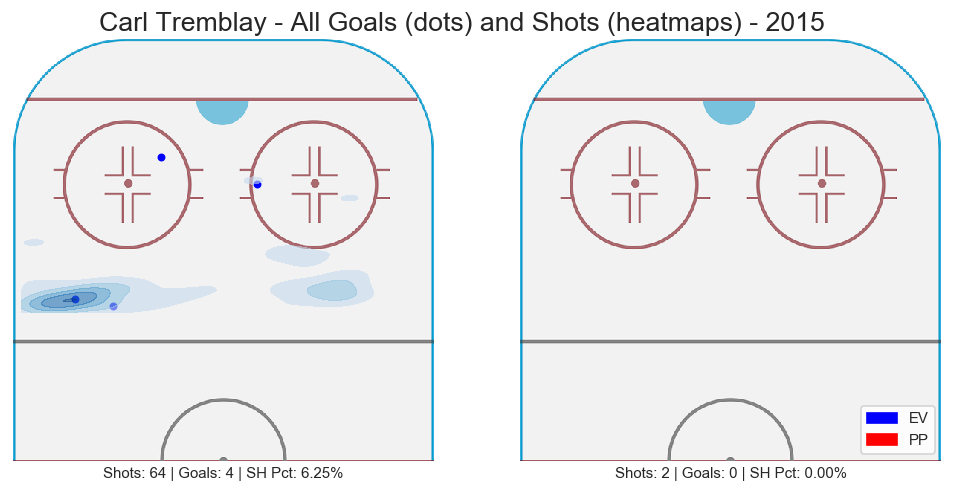 Carl Tremblay - All Goals (dots) and Shots (heatmaps) - 2015
EV
PP
Shots: 64 | Goals: 4 | SH Pct: 6.25%
Shots: 2 | Goals: 0 | SH Pct: 0.00%